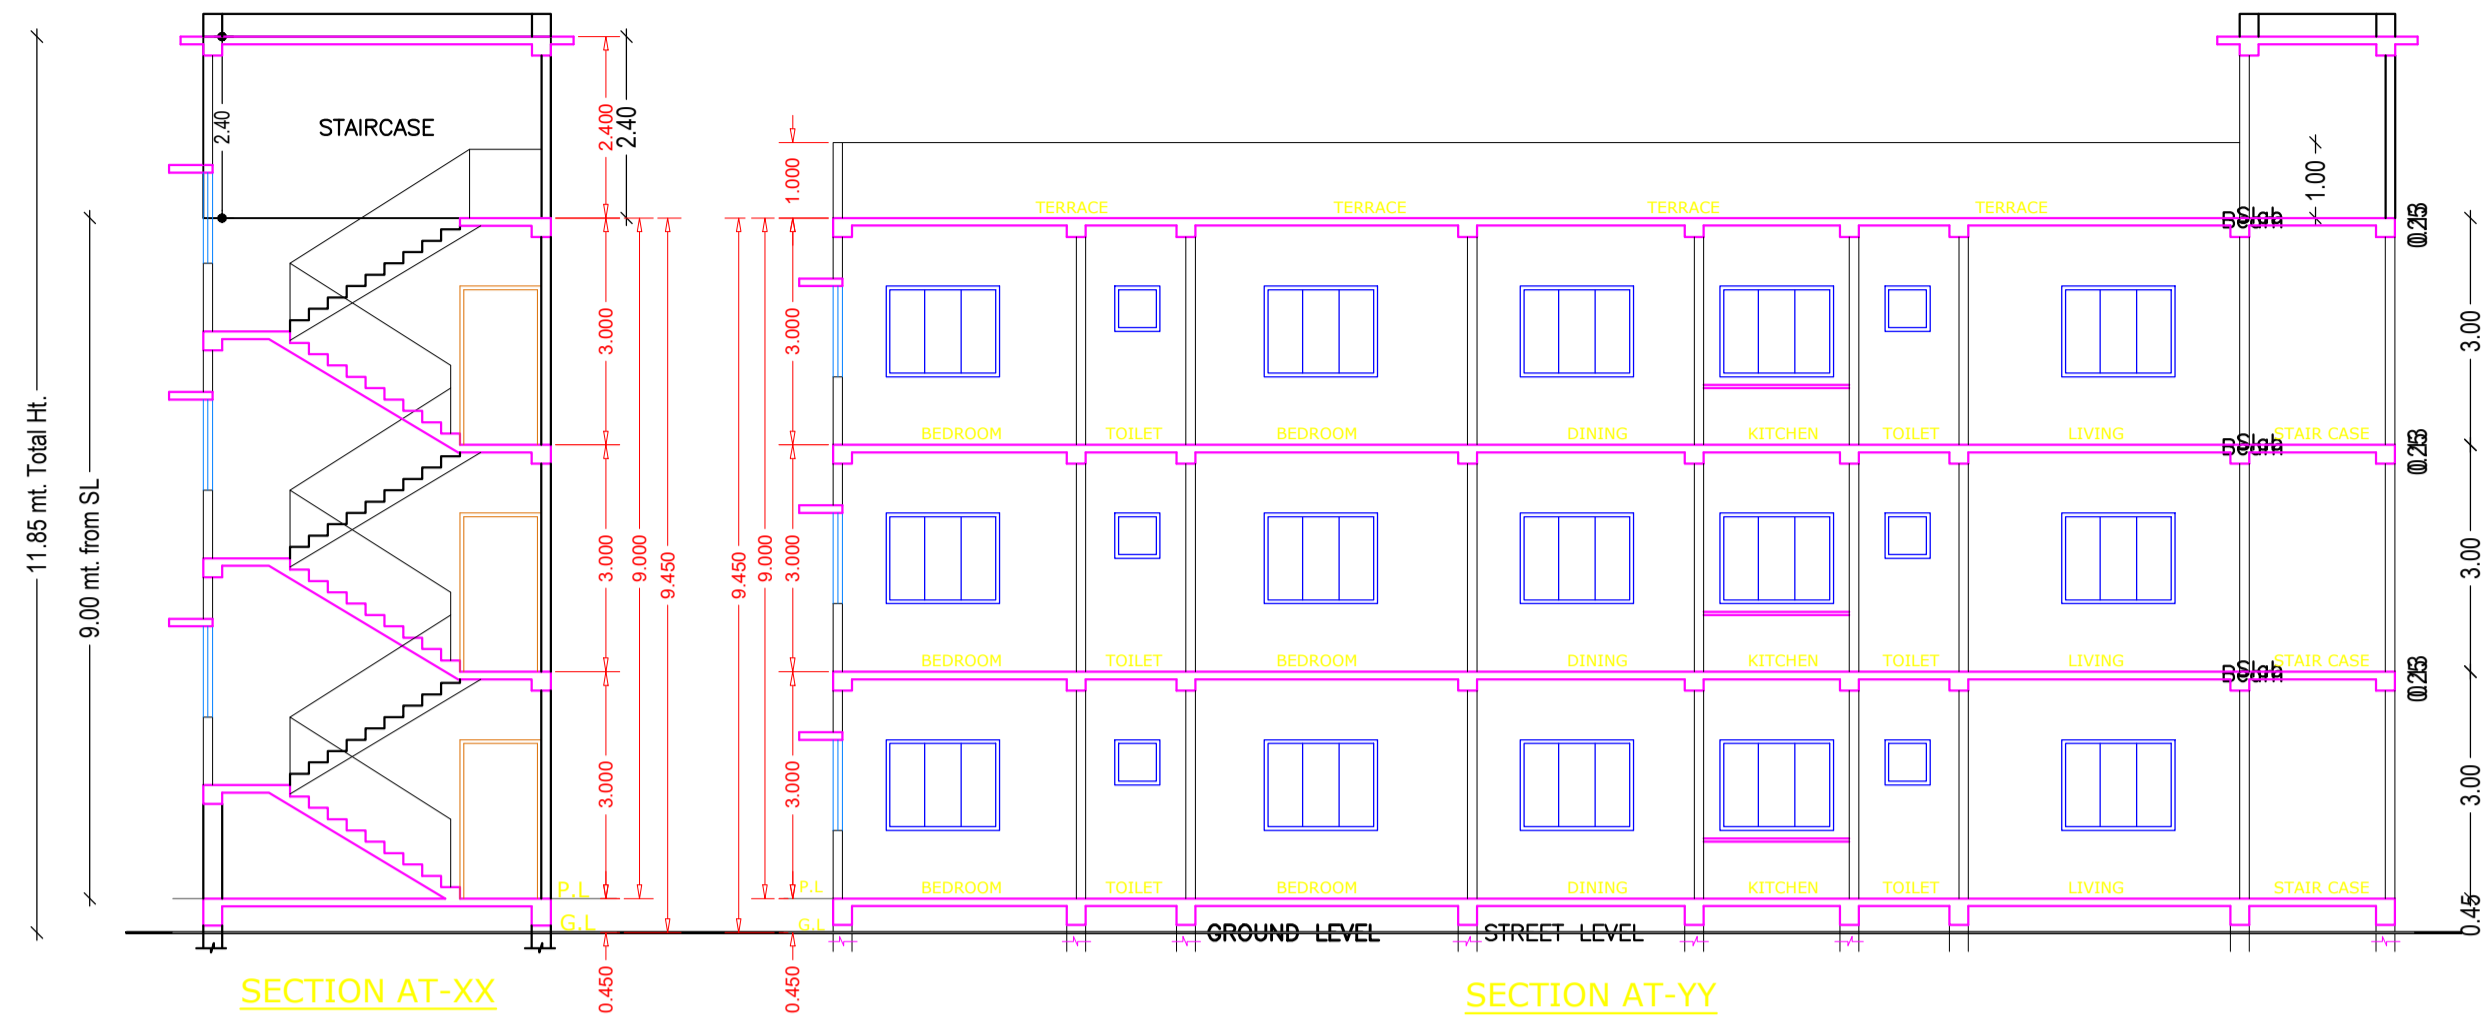 STAIRCASE
2.40
2.400
2.40
11.85 mt. Total Ht.
9.00 mt. from SL
3.000
3.000
3.000
9.000
9.450
0.450
P.L
G.L
SECTION AT-XX
1.000
3.000
3.000
3.000
9.000
9.450
0.450
P.L
G.L
TERRACE TERRACE TERRACE TERRACE
1.00
BEDROOM TOILET BEDROOM DINING KITCHEN TOILET LIVING STAIR CASE
BEDROOM TOILET BEDROOM DINING KITCHEN TOILET LIVING STAIR CASE
BEDROOM TOILET BEDROOM DINING KITCHEN TOILET LIVING STAIR CASE
3.00
3.00
3.00
0.45
GROUND LEVEL STREET LEVEL
SECTION AT-YY